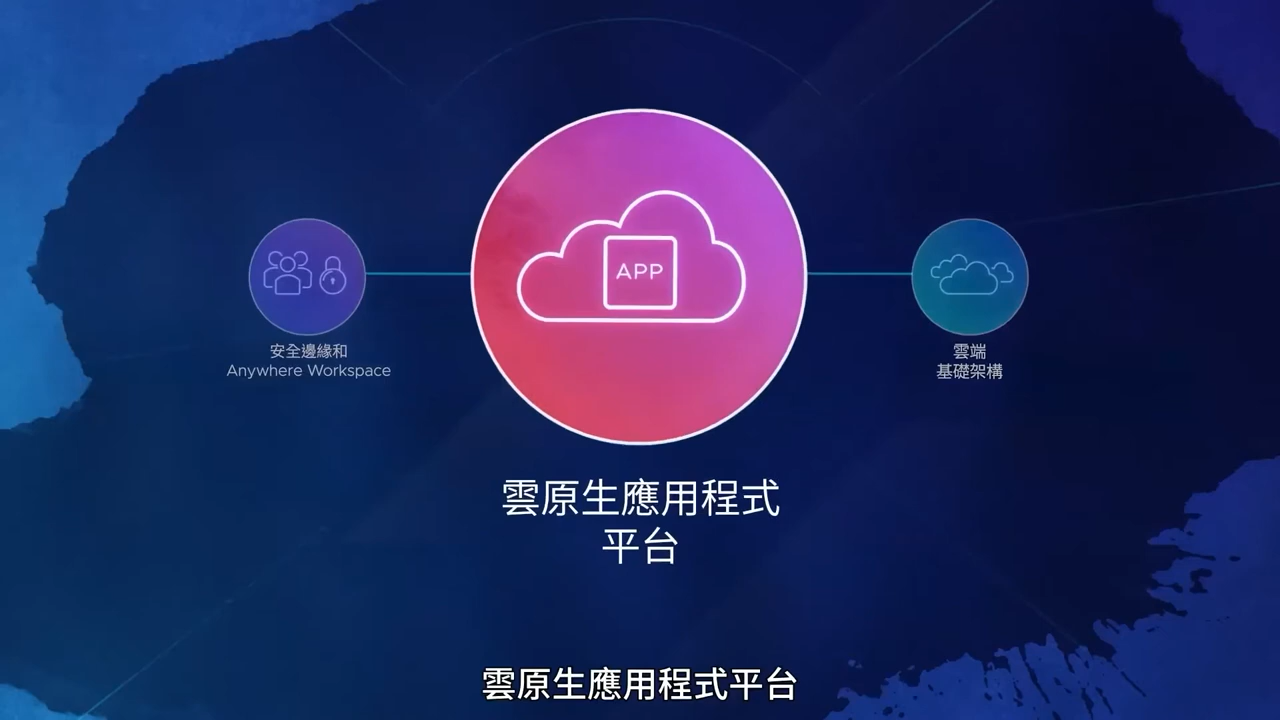 APP
安全邊緣和
Anywhere Workspace
雲端
基礎架構
雲原生應用程式
平台
雲原生應用程式平台